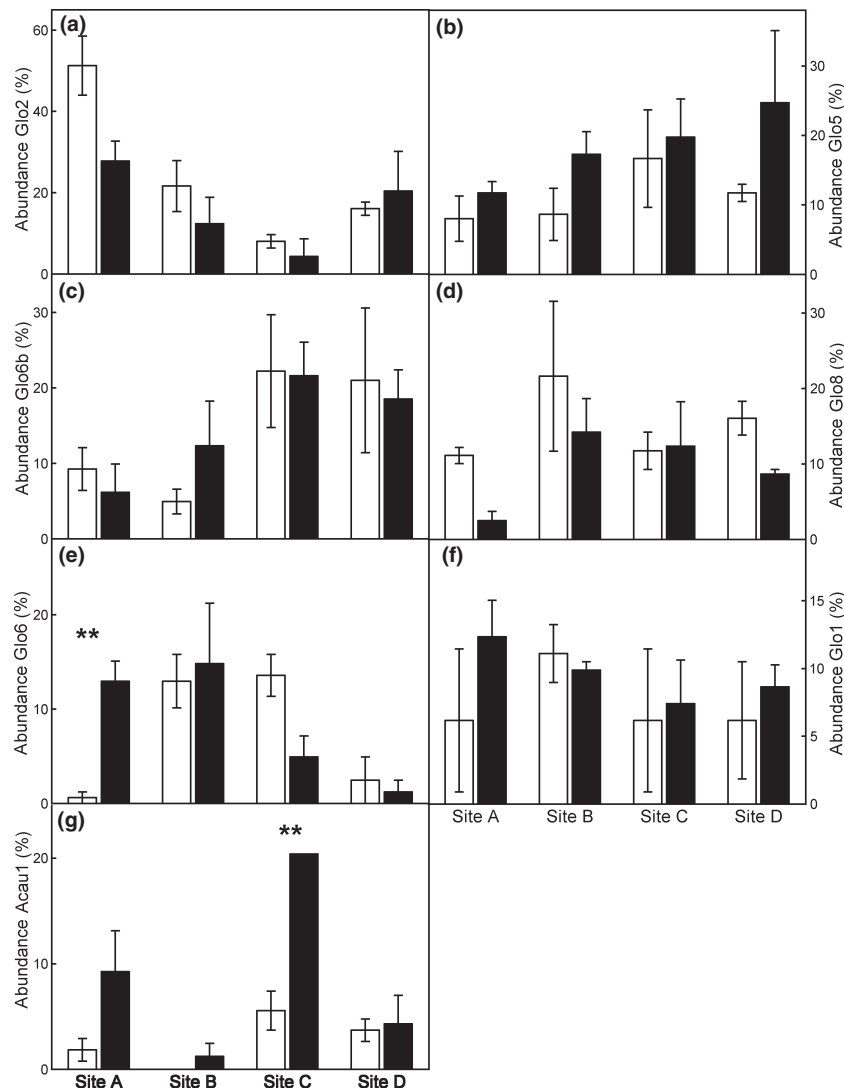 (a)
Abundance Glo2 (%)
60
40
20
0
(b)
Abundance Glo5 (%)
30
20
10
0
(c)
Abundance Glo6b (%)
30
20
10
0
(d)
Abundance Glo8 (%)
30
20
10
0
(e)
Abundance Glo6 (%)
20
10
0
**
(f)
Abundance Glo1 (%)
15
10
5
0
Site A Site B Site C Site D
(g)
Abundance Acau1 (%)
20
10
0
**
Site A Site B Site C Site D